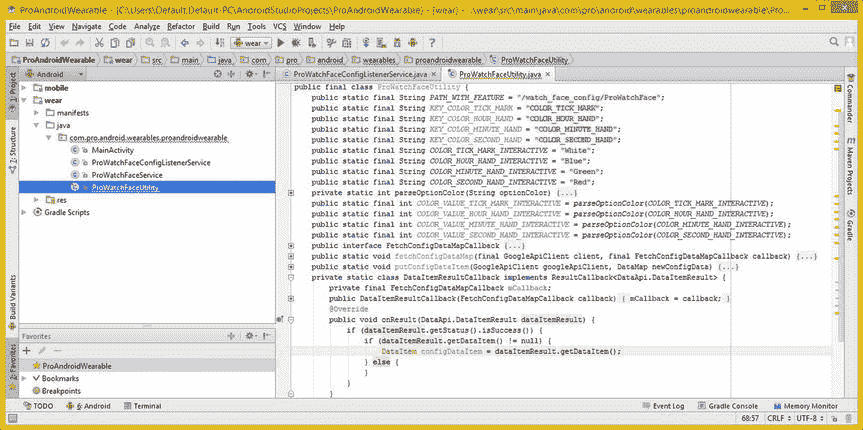 ProAndroidWearable - [C:\Users\Default.Default-PC\AndroidStudioProjects\ProAndroidWearable] - [wear] - ...\wear\src\main\java\com\pro\android\wearables\proandroidwearable\Pro...
File Edit View Navigate Code Analyze Refactor Build Run Tools VCS Window Help
wear
ProAndroidWearable wear src main java com pro android wearables proandroidwearable ProWatchFaceUtility
Android
ProWatchFaceConfigListenerService.java ProWatchFaceUtility.java
1: Project
7: Structure
Build Variants
2: Favorites
mobile
wear
manifests
java
com.pro.android.wearables.proandroidwearable
MainActivity
ProWatchFaceConfigListenerService
ProWatchFaceService
ProWatchFaceUtility
res
Gradle Scripts
Favorites
ProAndroidWearable
Bookmarks
Breakpoints
public final class ProWatchFaceUtility {
public static final String PATH_WITH_FEATURE = "/watch_face_config/ProWatchFace";
public static final String KEY_COLOR_TICK_MARK = "COLOR_TICK_MARK";
public static final String KEY_COLOR_HOUR_HAND = "COLOR_HOUR_HAND";
public static final String KEY_COLOR_MINUTE_HAND = "COLOR_MINUTE_HAND";
public static final String KEY_COLOR_SECOND_HAND = "COLOR_SECOND_HAND";
public static final String COLOR_TICK_MARK_INTERACTIVE = "White";
public static final String COLOR_HOUR_HAND_INTERACTIVE = "Blue";
public static final String COLOR_MINUTE_HAND_INTERACTIVE = "Green";
public static final String COLOR_SECOND_HAND_INTERACTIVE = "Red";
private static int parseOptionColor(String optionColor) {...}
public static final int COLOR_VALUE_TICK_MARK_INTERACTIVE = parseOptionColor(COLOR_TICK_MARK_INTERACTIVE);
public static final int COLOR_VALUE_HOUR_HAND_INTERACTIVE = parseOptionColor(COLOR_HOUR_HAND_INTERACTIVE);
public static final int COLOR_VALUE_MINUTE_HAND_INTERACTIVE = parseOptionColor(COLOR_MINUTE_HAND_INTERACTIVE);
public static final int COLOR_VALUE_SECOND_HAND_INTERACTIVE = parseOptionColor(COLOR_SECOND_HAND_INTERACTIVE);
public interface FetchConfigDataMapCallback {...}
public static void fetchConfigDataMap(final GoogleApiClient client, final FetchConfigDataMapCallback callback) {...}
public static void putConfigDataItem(GoogleApiClient googleApiClient, DataMap newConfigData) {...}
private static class DataItemResultCallback implements ResultCallback<DataApi.DataItemResult> {
private final FetchConfigDataMapCallback mCallback;
public DataItemResultCallback(FetchConfigDataMapCallback callback) { mCallback = callback; }
@Override
public void onResult(DataApi.DataItemResult dataItemResult) {
if (dataItemResult.getStatus().isSuccess()) {
if (dataItemResult.getDataItem() != null) {
DataItem configDataItem = dataItemResult.getDataItem();
} else {
}
}
}
Commander
Maven Projects
Gradle
TODO 6: Android Terminal Event Log Gradle Console Memory Monitor
68:57 CRLF UTF-8